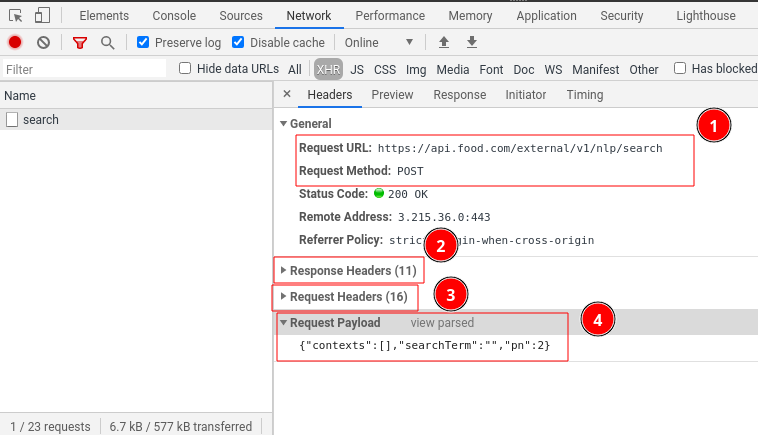 Elements Console Sources Network Performance Memory Application Security Lighthouse
Preserve log Disable cache Online
Filter Hide data URLs All XHR JS CSS Img Media Font Doc WS Manifest Other Has blocked
Name × Headers Preview Response Initiator Timing
search
General
1
Request URL: https://api.food.com/external/v1/nlp/search
Request Method: POST
Status Code: 200 OK
Remote Address: 3.215.36.0:443
Referrer Policy: gin-when-cross-origin
2
Response Headers (11)
Request Headers (16)
3
Request Payload view parsed
4
{"contexts":[],"searchTerm":"","pn":2}
1 / 23 requests 6.7 kB / 577 kB transferred